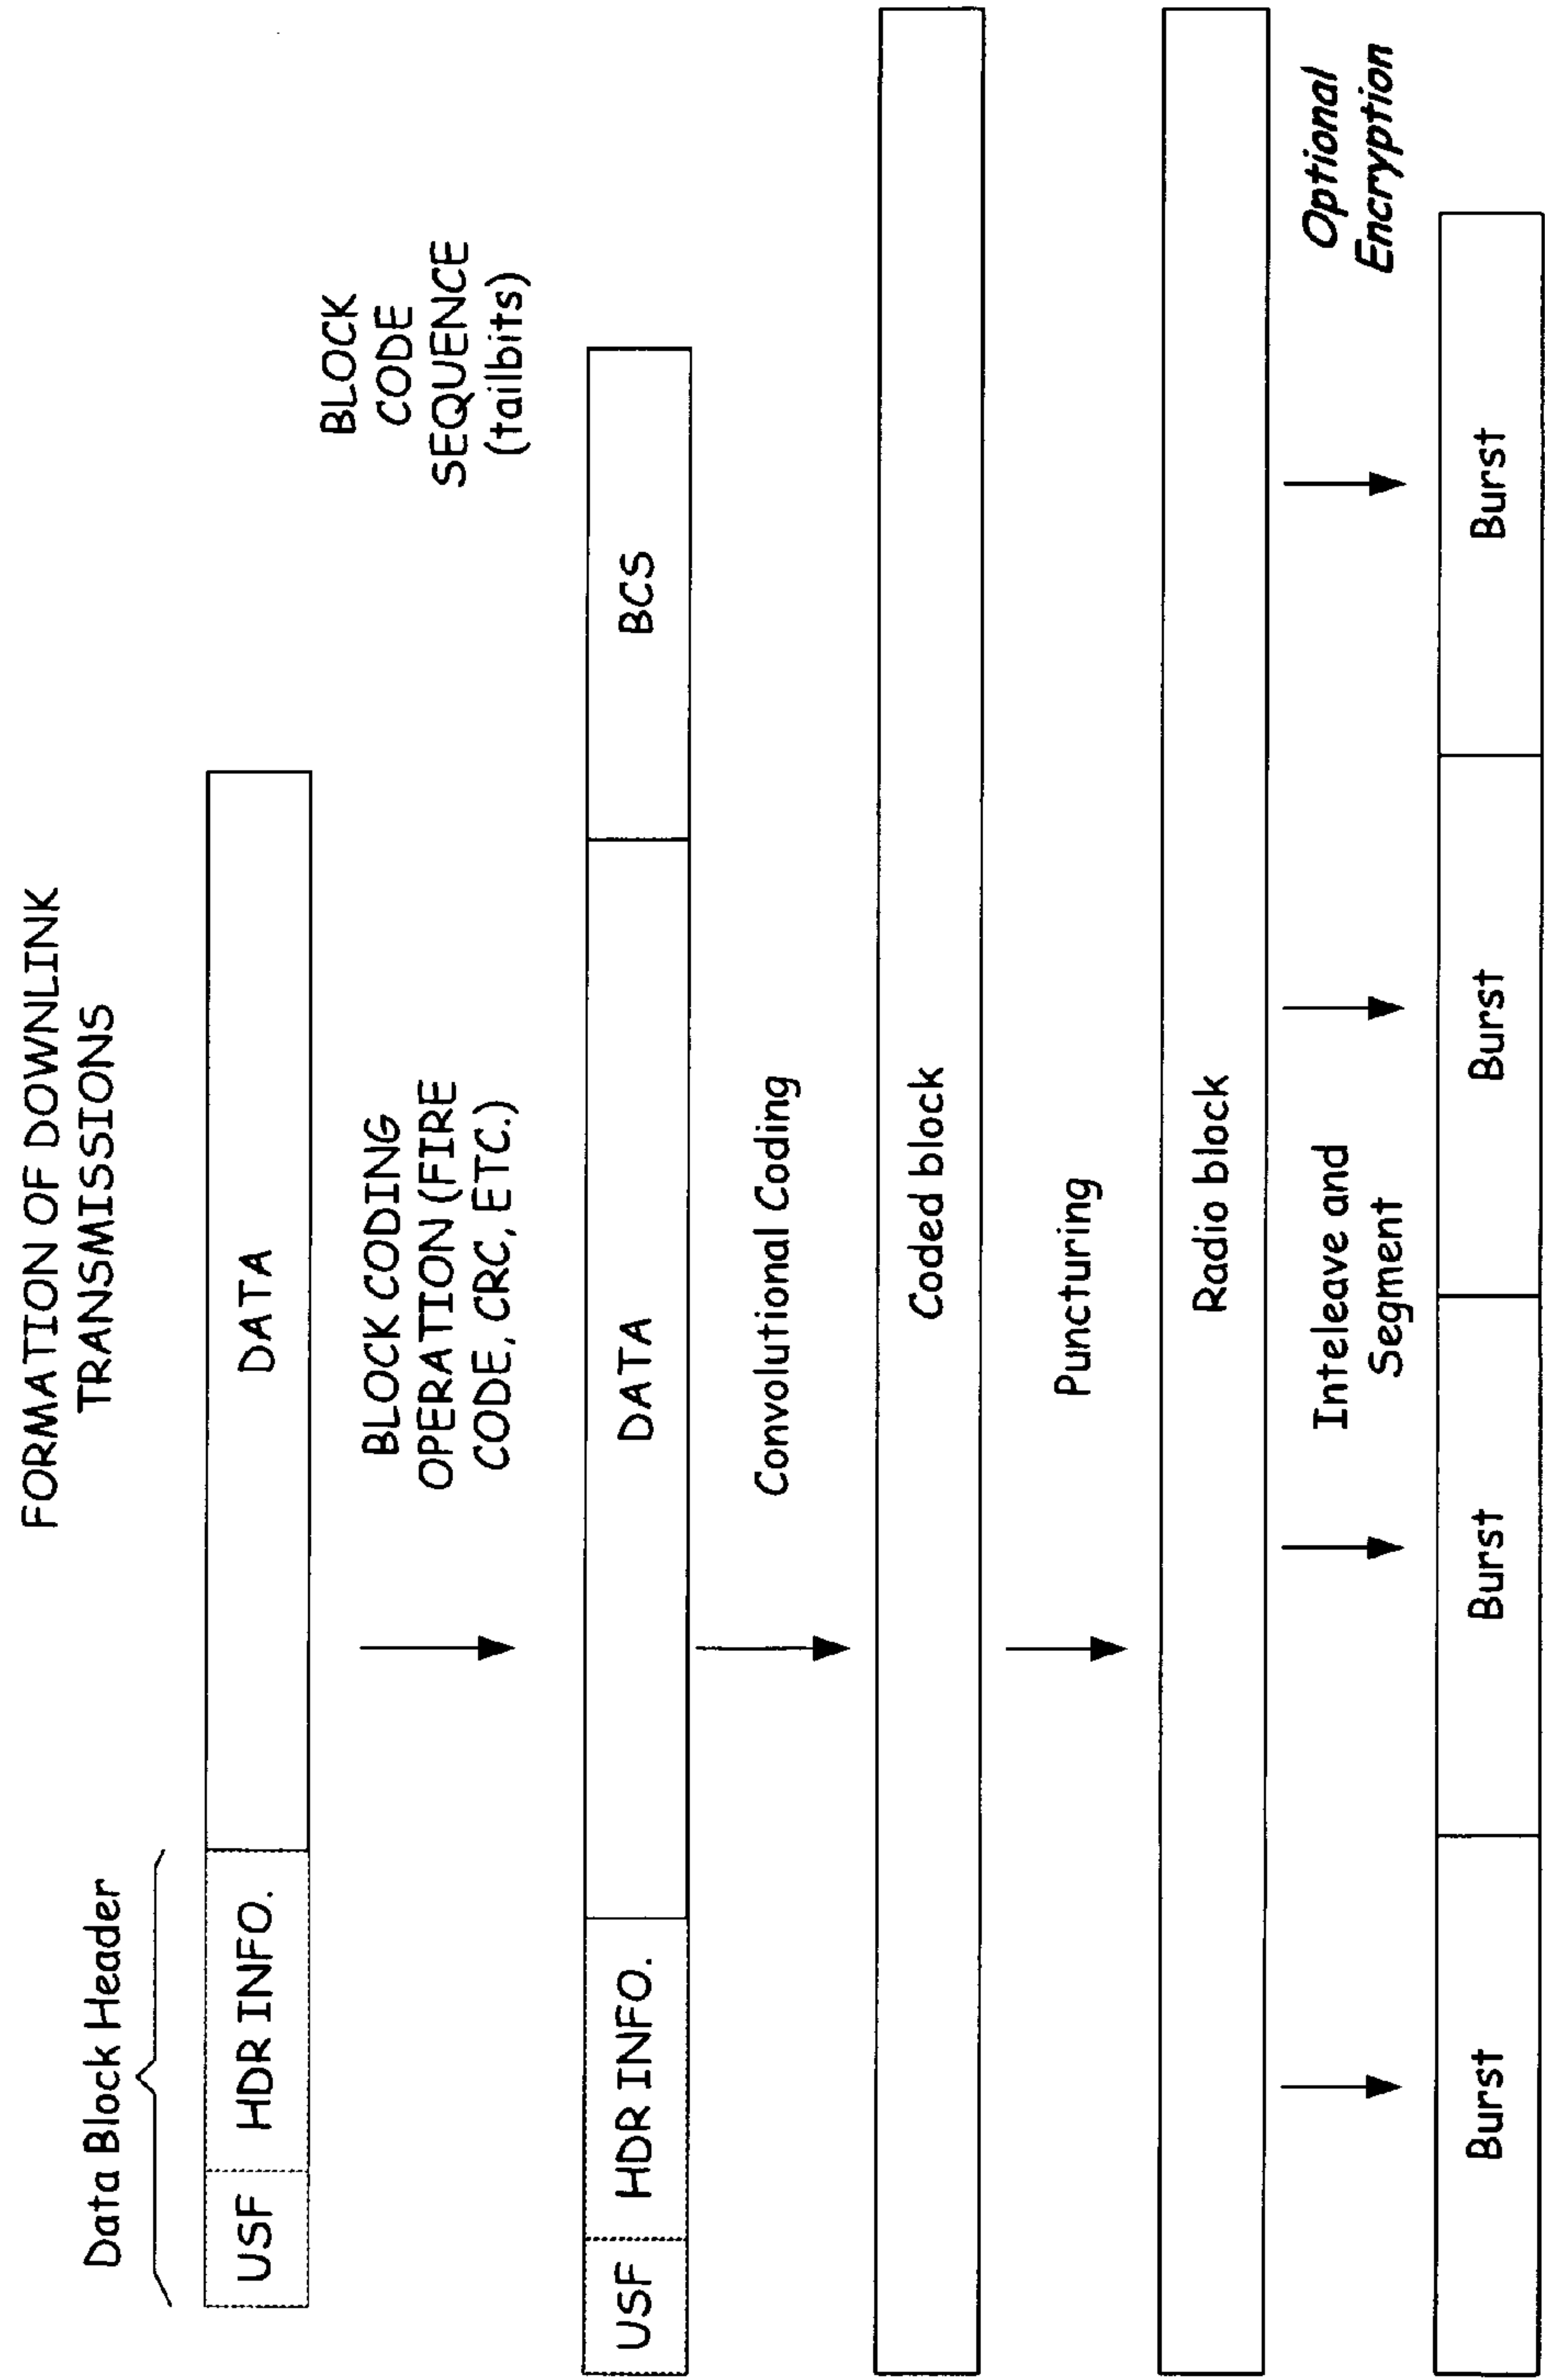 FORMATION OF DOWNLINK
TRANSMISSIONS
Data Block Header
USF HDR INFO. DATA
BLOCK CODING
OPERATION (FIRE
CODE, CRC, ETC.)
BLOCK
CODE
SEQUENCE
(tailbits)
USF HDR INFO. DATA BCS
Convolutional Coding
Coded block
Puncturing
Radio block
Inteleave and
Segment
Optional
Encryption
Burst Burst Burst Burst